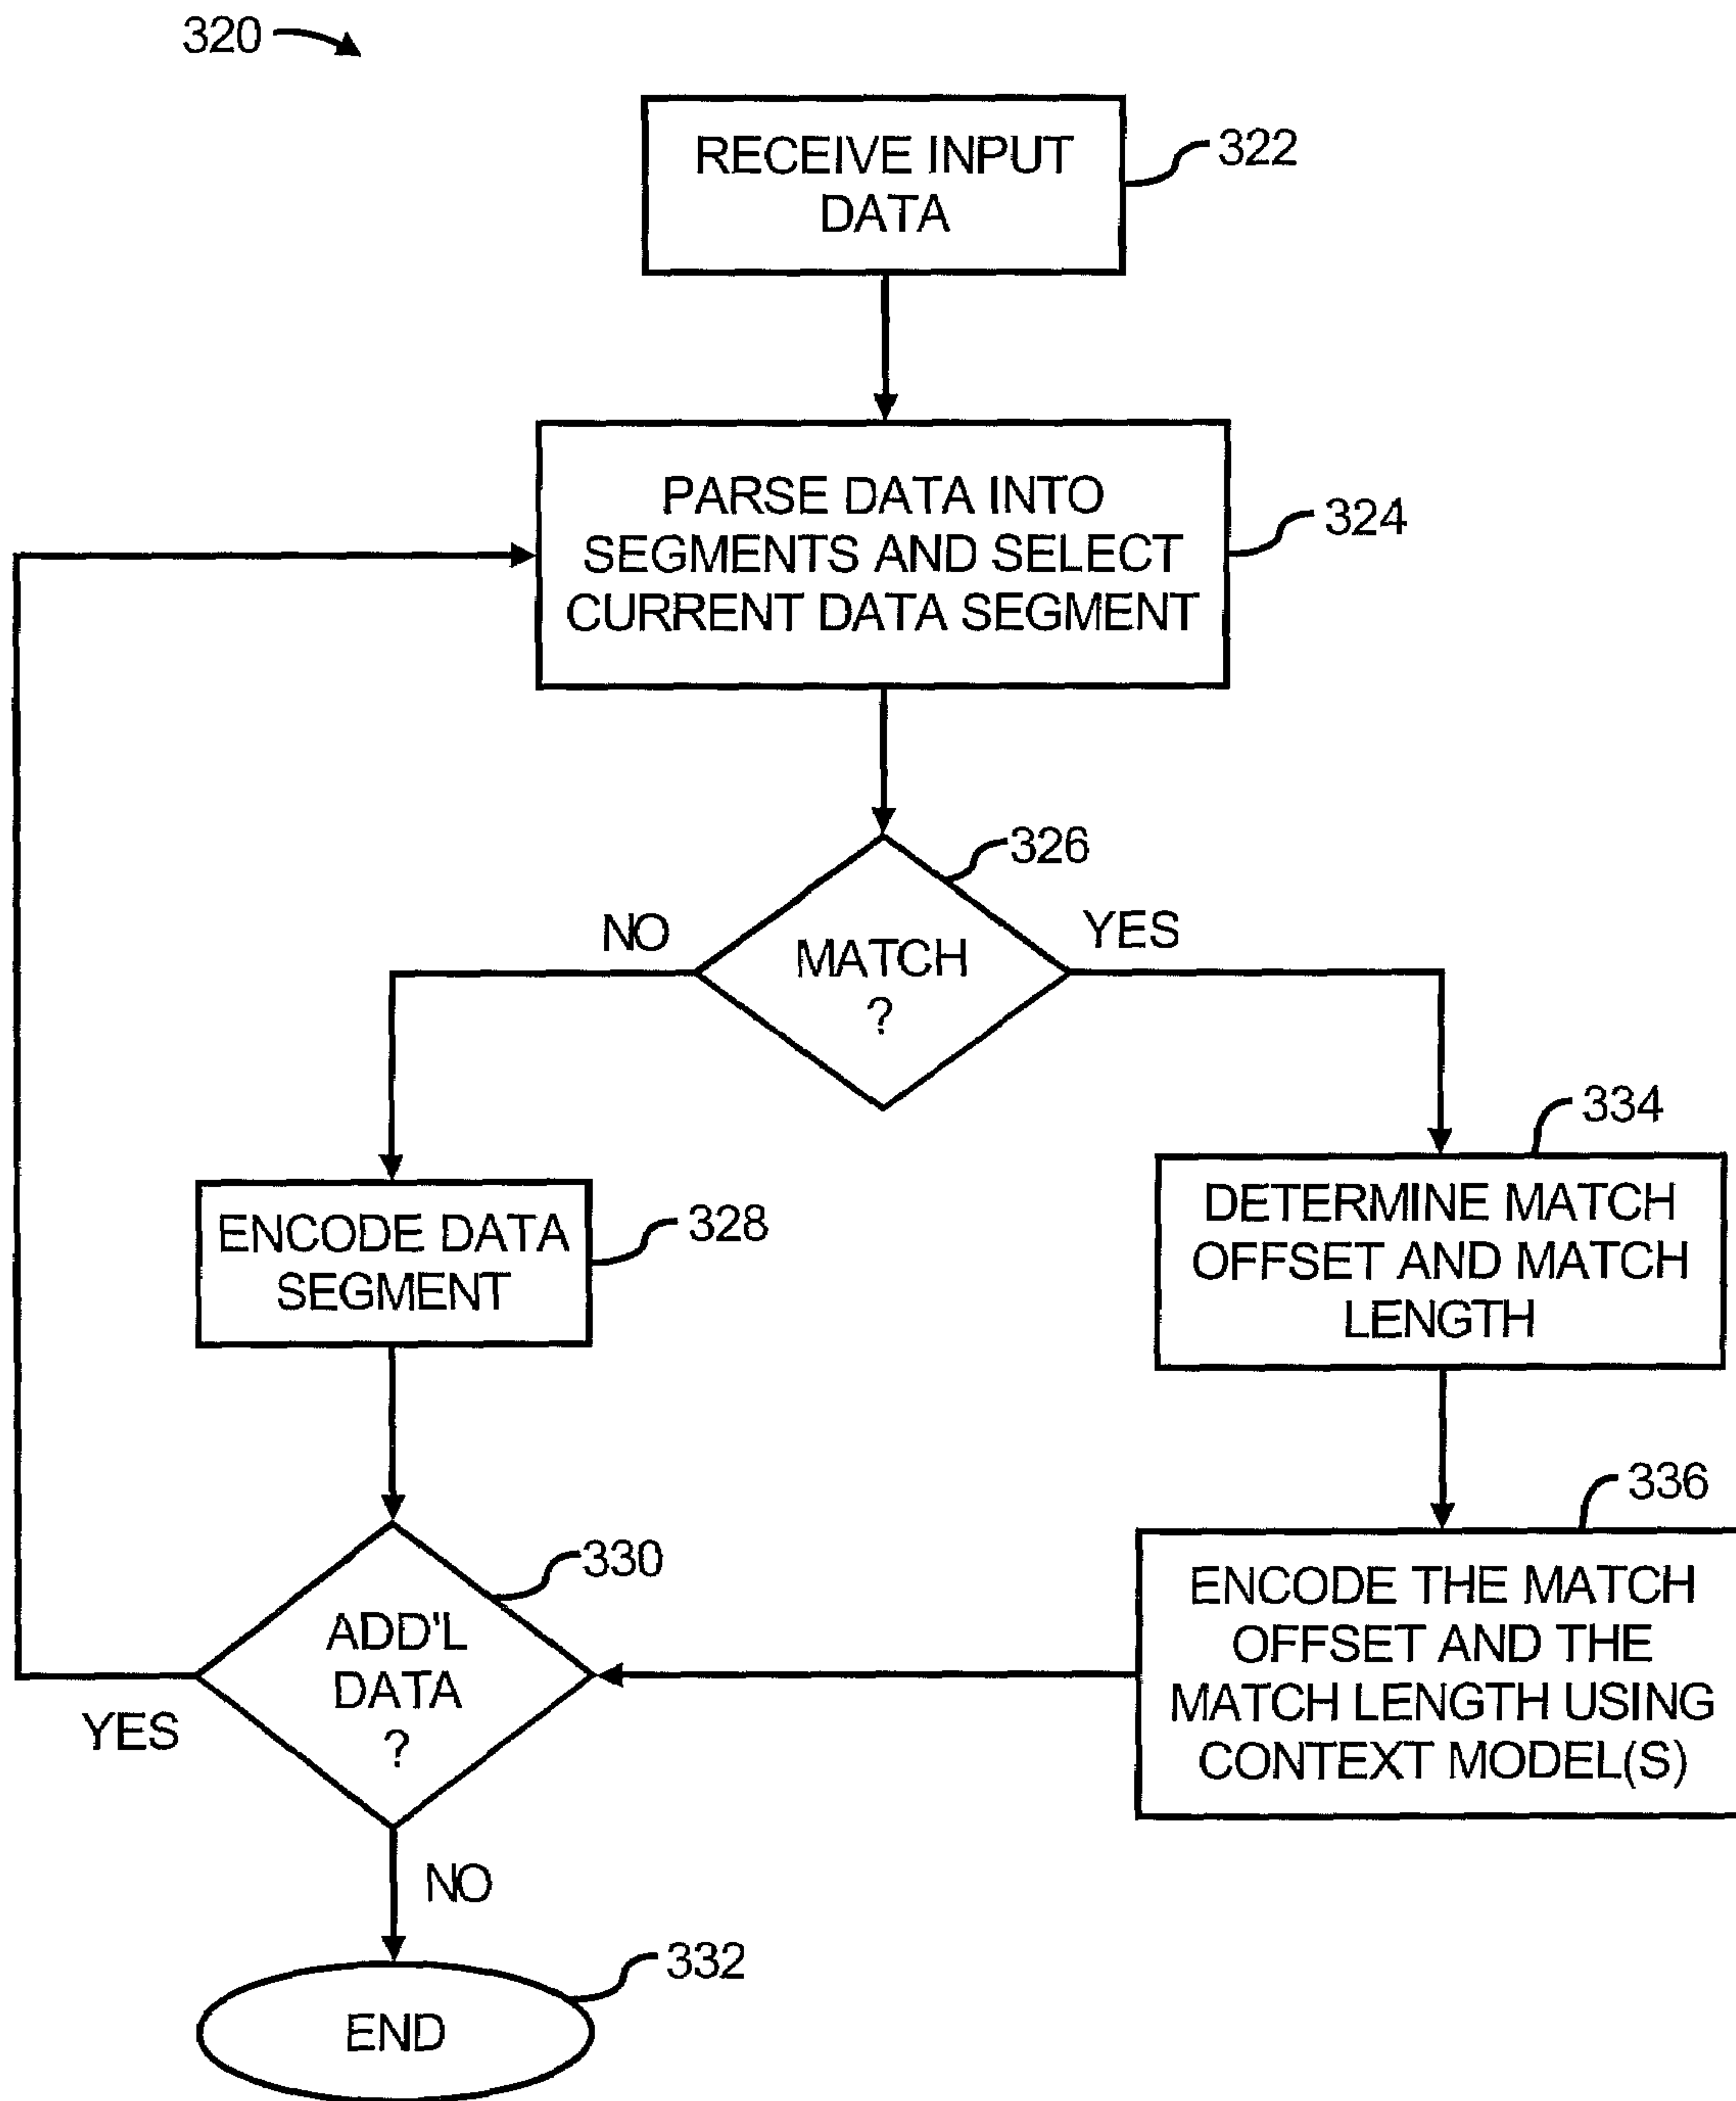 320
RECEIVE INPUT
DATA
322
PARSE DATA INTO
SEGMENTS AND SELECT
CURRENT DATA SEGMENT
324
326
NO
YES
MATCH
?
334
DETERMINE MATCH
OFFSET AND MATCH
LENGTH
ENCODE DATA
SEGMENT
328
336
ENCODE THE MATCH
OFFSET AND THE
MATCH LENGTH USING
CONTEXT MODEL(S)
330
ADD'L
DATA
?
YES
NO
332
END